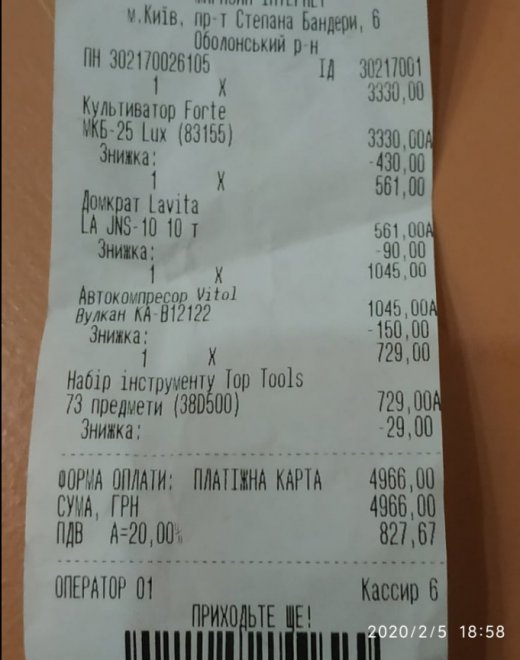 м.Київ, пр-т Степана Бандери, 6
Оболонський р-н
ПН 302170026105 ІД 30217001
1 X 3330,00
Культиватор Forte
МКБ-25 Lux (83155) 3330,00А
Знижка: -430,00
1 X 561,00
Домкрат Lavita
LA JNS-10 10 т 561,00А
Знижка: -90,00
1 X 1045,00
Автокомпресор Vitol
Вулкан КА-В12122 1045,00А
Знижка: -150,00
1 X 729,00
Набір інструменту Top Tools
73 предмети (38D500) 729,00А
Знижка: -29,00
ФОРМА ОПЛАТИ: ПЛАТІЖНА КАРТА 4966,00
СУМА, ГРН 4966,00
ПДВ А=20,00% 827,67
ОПЕРАТОР 01 Кассир 6
ПРИХОДЬТЕ ЩЕ!
2020/2/5 18:58